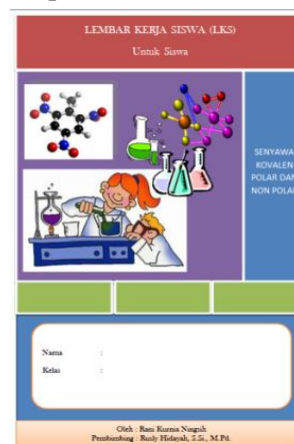 LEMBAR KERJA SISWA (LKS)
Untuk Siswa
SENYAWA
KOVALEN
POLAR DAN
NON POLAR
Nama :
Kelas :
Oleh : Rani Kurnia Ningsih
Pembimbing : Rusly Hidayah, S.Si., M.Pd.